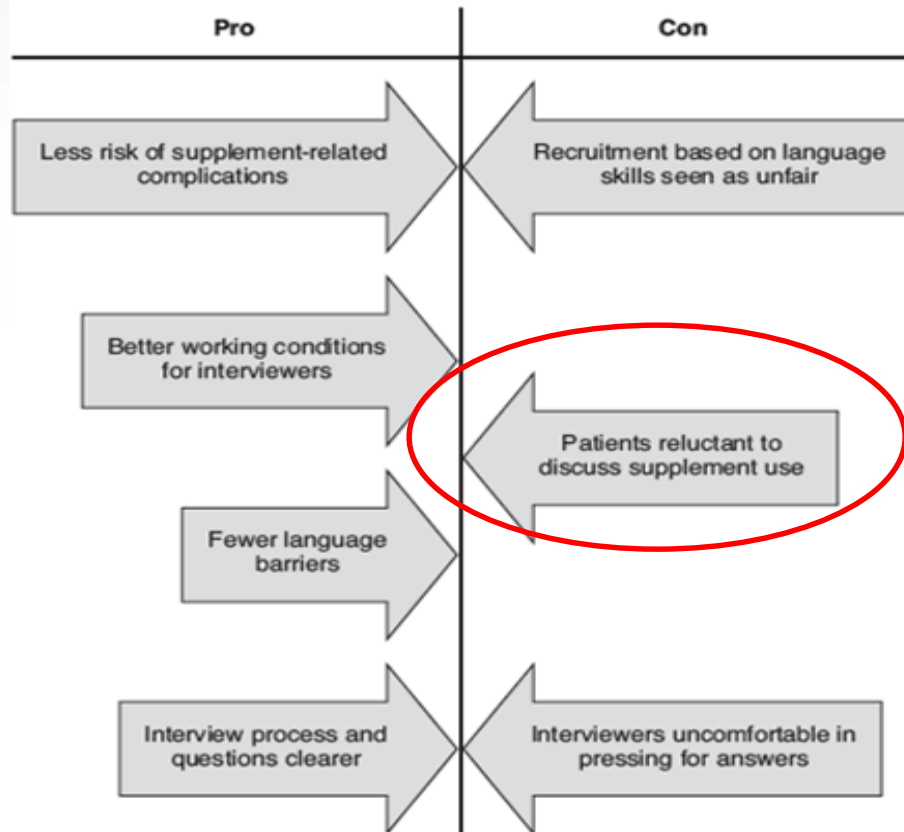 Pro
Con
Less risk of supplement-related
complications
Recruitment based on language
skills seen as unfair
Better working conditions
for interviewers
Patients reluctant to
discuss supplement use
Fewer language
barriers
Interview process and
questions clearer
Interviewers uncomfortable in
pressing for answers